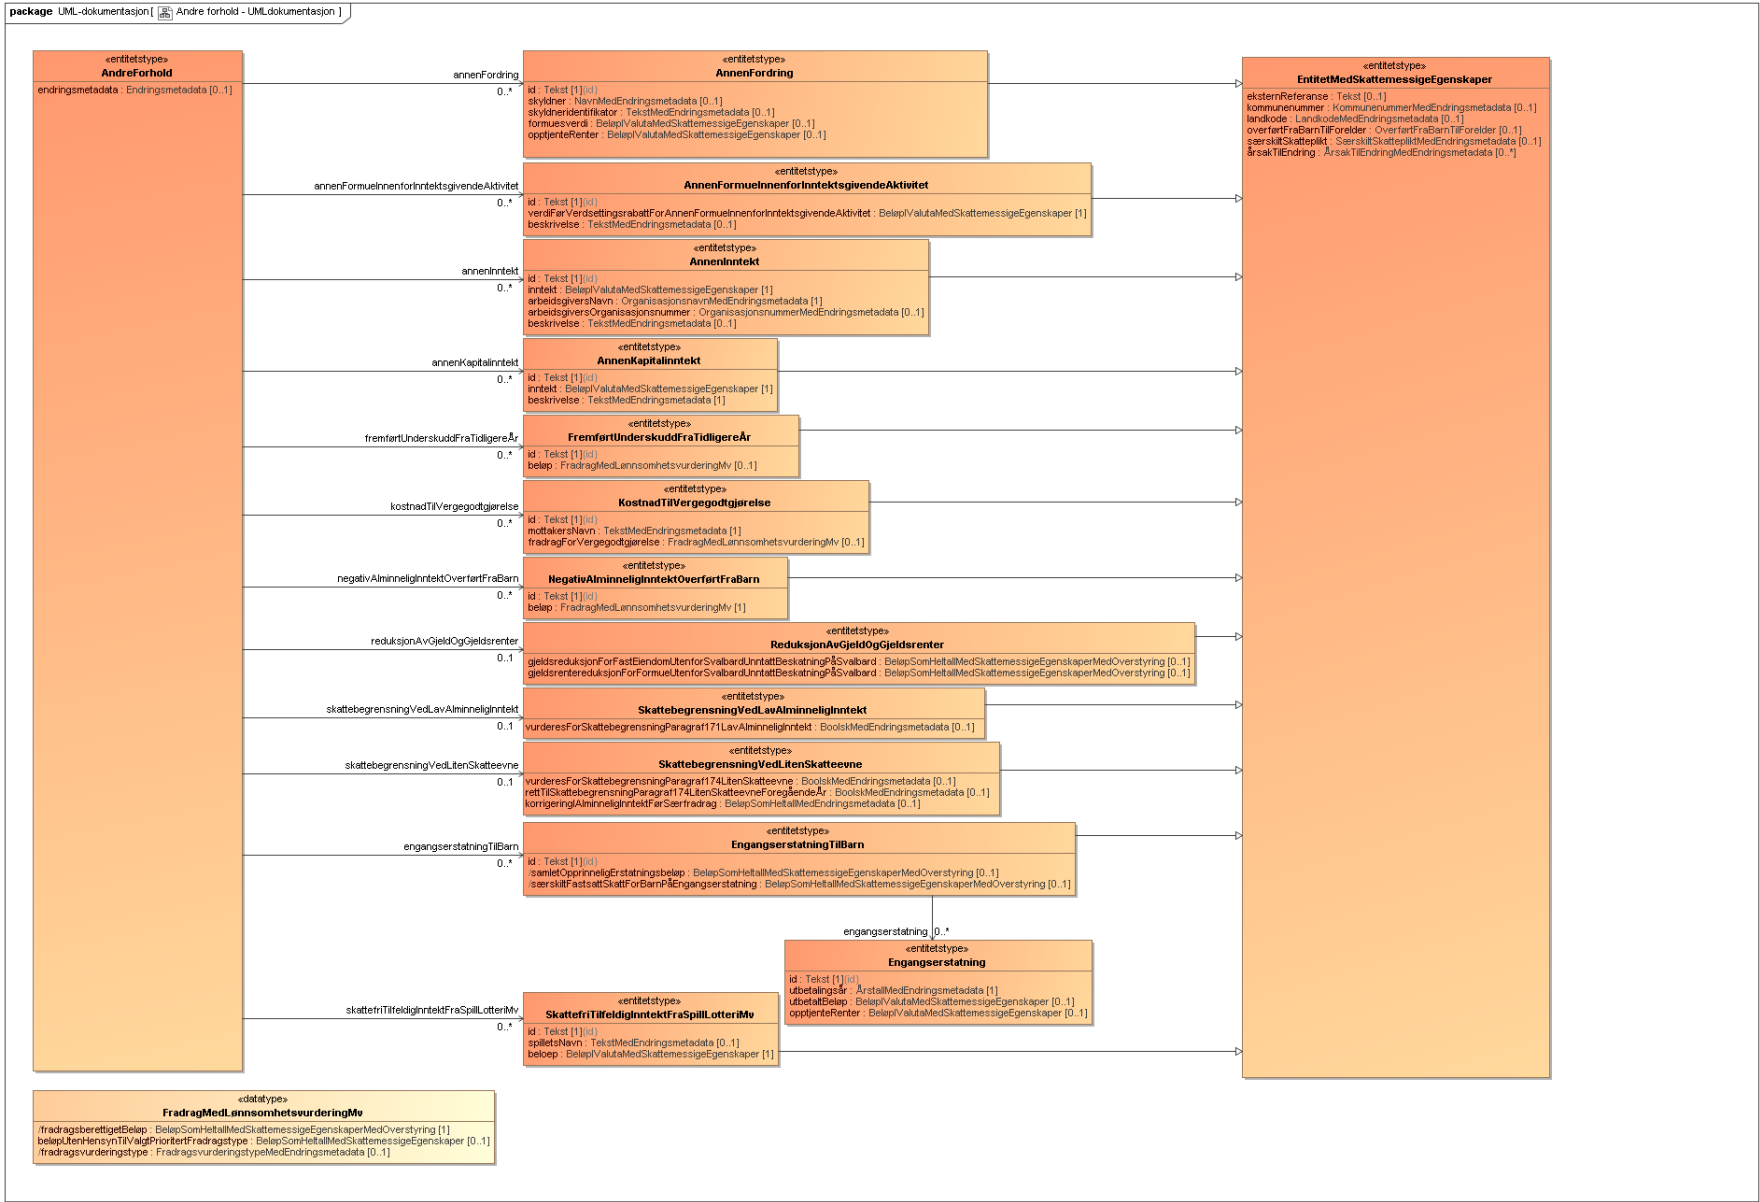 package UML-dokumentasjon [ Andre forhold - UMLdokumentasjon ]
«entitetstype»
AndreForhold
endringsmetadata : Endringsmetadata [0..1]
annenFordring
0..*
«entitetstype»
AnnenFordring
id : Tekst [1]{id}
skyldner : NavnMedEndringsmetadata [0..1]
skyldneridentifikator : TekstMedEndringsmetadata [0..1]
formuesverdi : BeløpIValutaMedSkattemessigeEgenskaper [0..1]
opptjenteRenter : BeløpIValutaMedSkattemessigeEgenskaper [0..1]
«entitetstype»
EntitetMedSkattemessigeEgenskaper
eksternReferanse : Tekst [0..1]
kommunenummer : KommunenummerMedEndringsmetadata [0..1]
landkode : LandkodeMedEndringsmetadata [0..1]
overførtFraBarnTilForelder : OverførtFraBarnTilForelder [0..1]
særskiltSkatteplikt : SærskiltSkattepliktMedEndringsmetadata [0..1]
årsakTilEndring : ÅrsakTilEndringMedEndringsmetadata [0..*]
annenFormueInnenforInntektsgivendeAktivitet
0..*
«entitetstype»
AnnenFormueInnenforInntektsgivendeAktivitet
id : Tekst [1]{id}
verdiFørVerdsettingsrabattForAnnenFormueInnenforInntektsgivendeAktivitet : BeløpIValutaMedSkattemessigeEgenskaper [1]
beskrivelse : TekstMedEndringsmetadata [0..1]
annenInntekt
0..*
«entitetstype»
AnnenInntekt
id : Tekst [1]{id}
inntekt : BeløpIValutaMedSkattemessigeEgenskaper [1]
arbeidsgiversNavn : OrganisasjonsnavnMedEndringsmetadata [1]
arbeidsgiversOrganisasjonsnummer : OrganisasjonsnummerMedEndringsmetadata [0..1]
beskrivelse : TekstMedEndringsmetadata [0..1]
annenKapitalinntekt
0..*
«entitetstype»
AnnenKapitalinntekt
id : Tekst [1]{id}
inntekt : BeløpIValutaMedSkattemessigeEgenskaper [1]
beskrivelse : TekstMedEndringsmetadata [1]
fremførtUnderskuddFraTidligereÅr
0..*
«entitetstype»
FremførtUnderskuddFraTidligereÅr
id : Tekst [1]{id}
beløp : FradragMedLønnsomhetsvurderingMv [0..1]
kostnadTilVergegodtgjørelse
0..*
«entitetstype»
KostnadTilVergegodtgjørelse
id : Tekst [1]{id}
mottakersNavn : TekstMedEndringsmetadata [1]
fradragForVergegodtgjørelse : FradragMedLønnsomhetsvurderingMv [0..1]
negativAlminneligInntektOverførtFraBarn
0..*
«entitetstype»
NegativAlminneligInntektOverførtFraBarn
id : Tekst [1]{id}
beløp : FradragMedLønnsomhetsvurderingMv [1]
reduksjonAvGjeldOgGjeldsrenter
0..1
«entitetstype»
ReduksjonAvGjeldOgGjeldsrenter
gjeldsreduksjonForFastEiendomUtenforSvalbardUnntattBeskatningPåSvalbard : BeløpSomHeltallMedSkattemessigeEgenskaperMedOverstyring [0..1]
gjeldsrentereduksjonForFormueUtenforSvalbardUnntattBeskatningPåSvalbard : BeløpSomHeltallMedSkattemessigeEgenskaperMedOverstyring [0..1]
skattebegrensningVedLavAlminneligInntekt
0..1
«entitetstype»
SkattebegrensningVedLavAlminneligInntekt
vurderesForSkattebegrensningParagraf171LavAlminneligInntekt : BoolskMedEndringsmetadata [0..1]
skattebegrensningVedLitenSkatteevne
0..1
«entitetstype»
SkattebegrensningVedLitenSkatteevne
vurderesForSkattebegrensningParagraf174LitenSkatteevne : BoolskMedEndringsmetadata [0..1]
rettTilSkattebegrensningParagraf174LitenSkatteevneForegåendeÅr : BoolskMedEndringsmetadata [0..1]
korrigeringIAlminneligInntektFørSærfradrag : BeløpSomHeltallMedEndringsmetadata [0..1]
engangserstatningTilBarn
0..*
«entitetstype»
EngangserstatningTilBarn
id : Tekst [1]{id}
/samletOpprinneligErstatningsbeløp : BeløpSomHeltallMedSkattemessigeEgenskaperMedOverstyring [0..1]
/særskiltFastsattSkattForBarnPåEngangserstatning : BeløpSomHeltallMedSkattemessigeEgenskaperMedOverstyring [0..1]
engangserstatning 0..*
«entitetstype»
Engangserstatning
id : Tekst [1]{id}
utbetalingsår : ÅrstallMedEndringsmetadata [1]
utbetaltBeløp : BeløpIValutaMedSkattemessigeEgenskaper [0..1]
opptjenteRenter : BeløpIValutaMedSkattemessigeEgenskaper [0..1]
skattefriTilfeldigInntektFraSpillLotteriMv
0..*
«entitetstype»
SkattefriTilfeldigInntektFraSpillLotteriMv
id : Tekst [1]{id}
spilletsNavn : TekstMedEndringsmetadata [0..1]
beloep : BeløpIValutaMedSkattemessigeEgenskaper [1]
«datatype»
FradragMedLønnsomhetsvurderingMv
/fradragsberettigetBeløp : BeløpSomHeltallMedSkattemessigeEgenskaperMedOverstyring [1]
beløpUtenHensynTilValgtPrioritertFradragstype : BeløpSomHeltallMedSkattemessigeEgenskaper [0..1]
/fradragsvurderingstype : FradragsvurderingstypeMedEndringsmetadata [0..1]